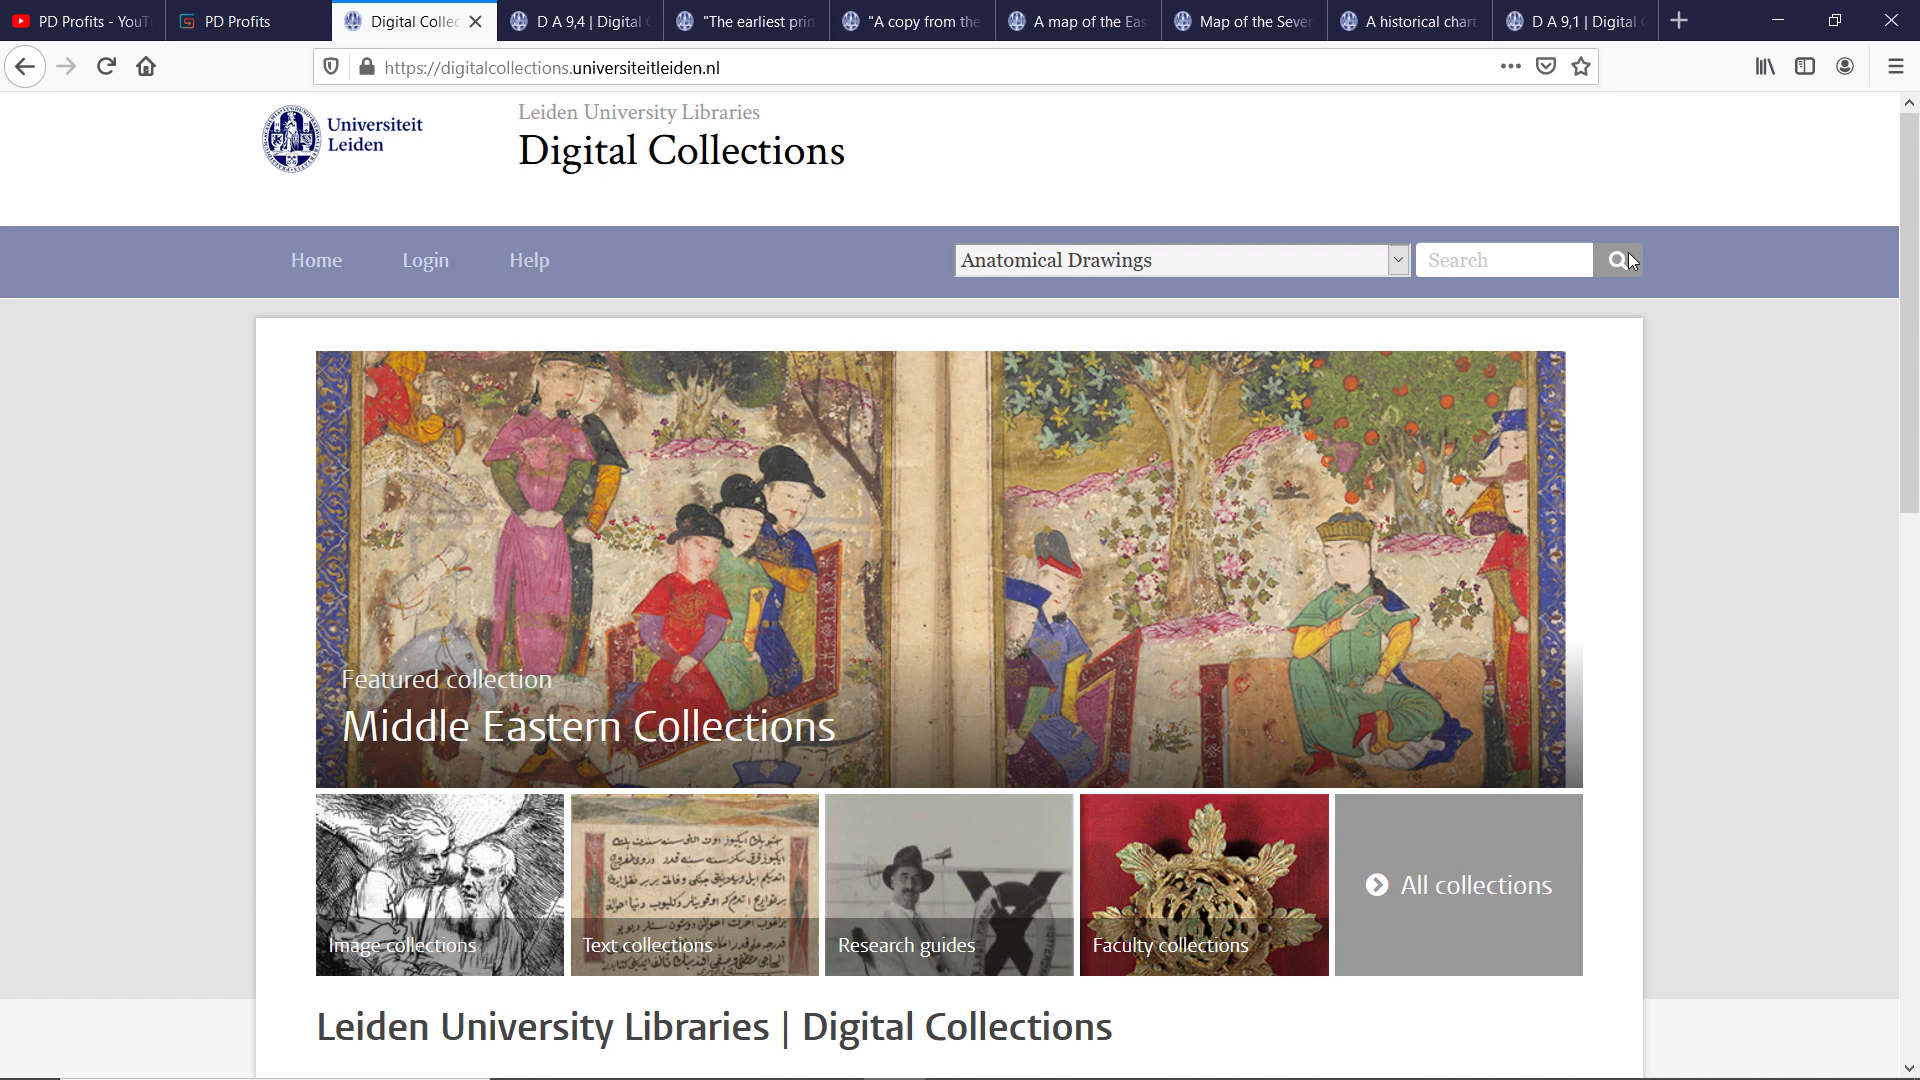 PD Profits - YouT
PD Profits
Digital Collec
D A 9,4 | Digital C
"The earliest prin
"A copy from the
A map of the Eas
Map of the Sever
A historical chart
D A 9,1 | Digital C
https://digitalcollections.universiteitleiden.nl
Universiteit
Leiden
Leiden University Libraries
Digital Collections
Home
Login
Help
Anatomical Drawings
Search
Featured collection
Middle Eastern Collections
Image collections
Text collections
Research guides
Faculty collections
All collections
Leiden University Libraries | Digital Collections